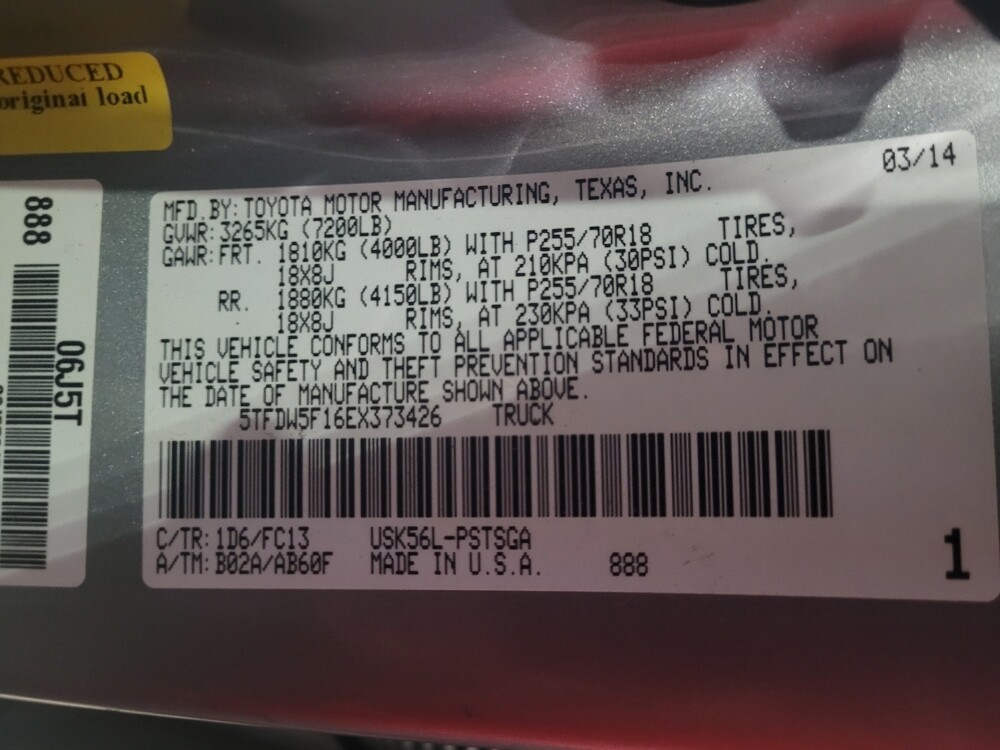 REDUCED
original load
888
06J5T
03/14
MFD.BY:TOYOTA MOTOR MANUFACTURING, TEXAS, INC.
GVWR:3265KG (7200LB)
GAWR:FRT. 1810KG (4000LB) WITH P255/70R18 TIRES,
18X8J RIMS, AT 210KPA (30PSI) COLD.
RR. 1880KG (4150LB) WITH P255/70R18 TIRES,
18X8J RIMS, AT 230KPA (33PSI) COLD.
THIS VEHICLE CONFORMS TO ALL APPLICABLE FEDERAL MOTOR
VEHICLE SAFETY AND THEFT PREVENTION STANDARDS IN EFFECT ON
THE DATE OF MANUFACTURE SHOWN ABOVE.
5TFDW5F16EX373426 TRUCK
C/TR:1D6/FC13 USK56L-PSTSGA
A/TM:B02A/AB60F MADE IN U.S.A. 888
1